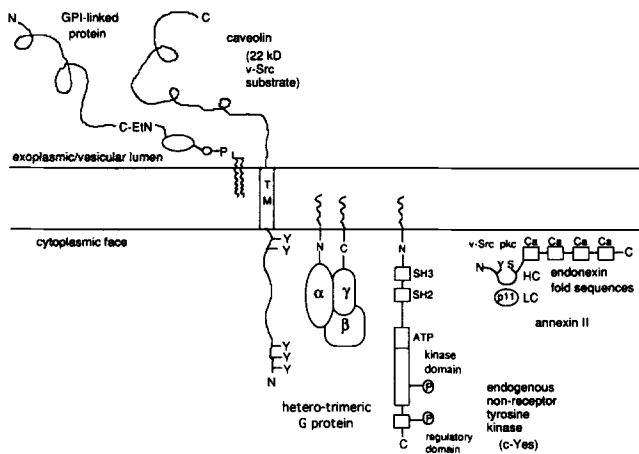 N
GPI-linked
protein
C
caveolin
(22 kD
v-Src
substrate)
C-EtN
P
exoplasmic/vesicular lumen
T
M
cytoplasmic face
Y
Y
Y
Y
Y
N
N
C
α
γ
β
hetero-trimeric
G protein
N
SH3
SH2
ATP
kinase
domain
P
P
C
regulatory
domain
endogenous
non-receptor
tyrosine
kinase
(c-Yes)
v-Src pkc
Ca Ca Ca Ca
C
N
Y S
HC
p11
LC
endonexin
fold sequences
annexin II